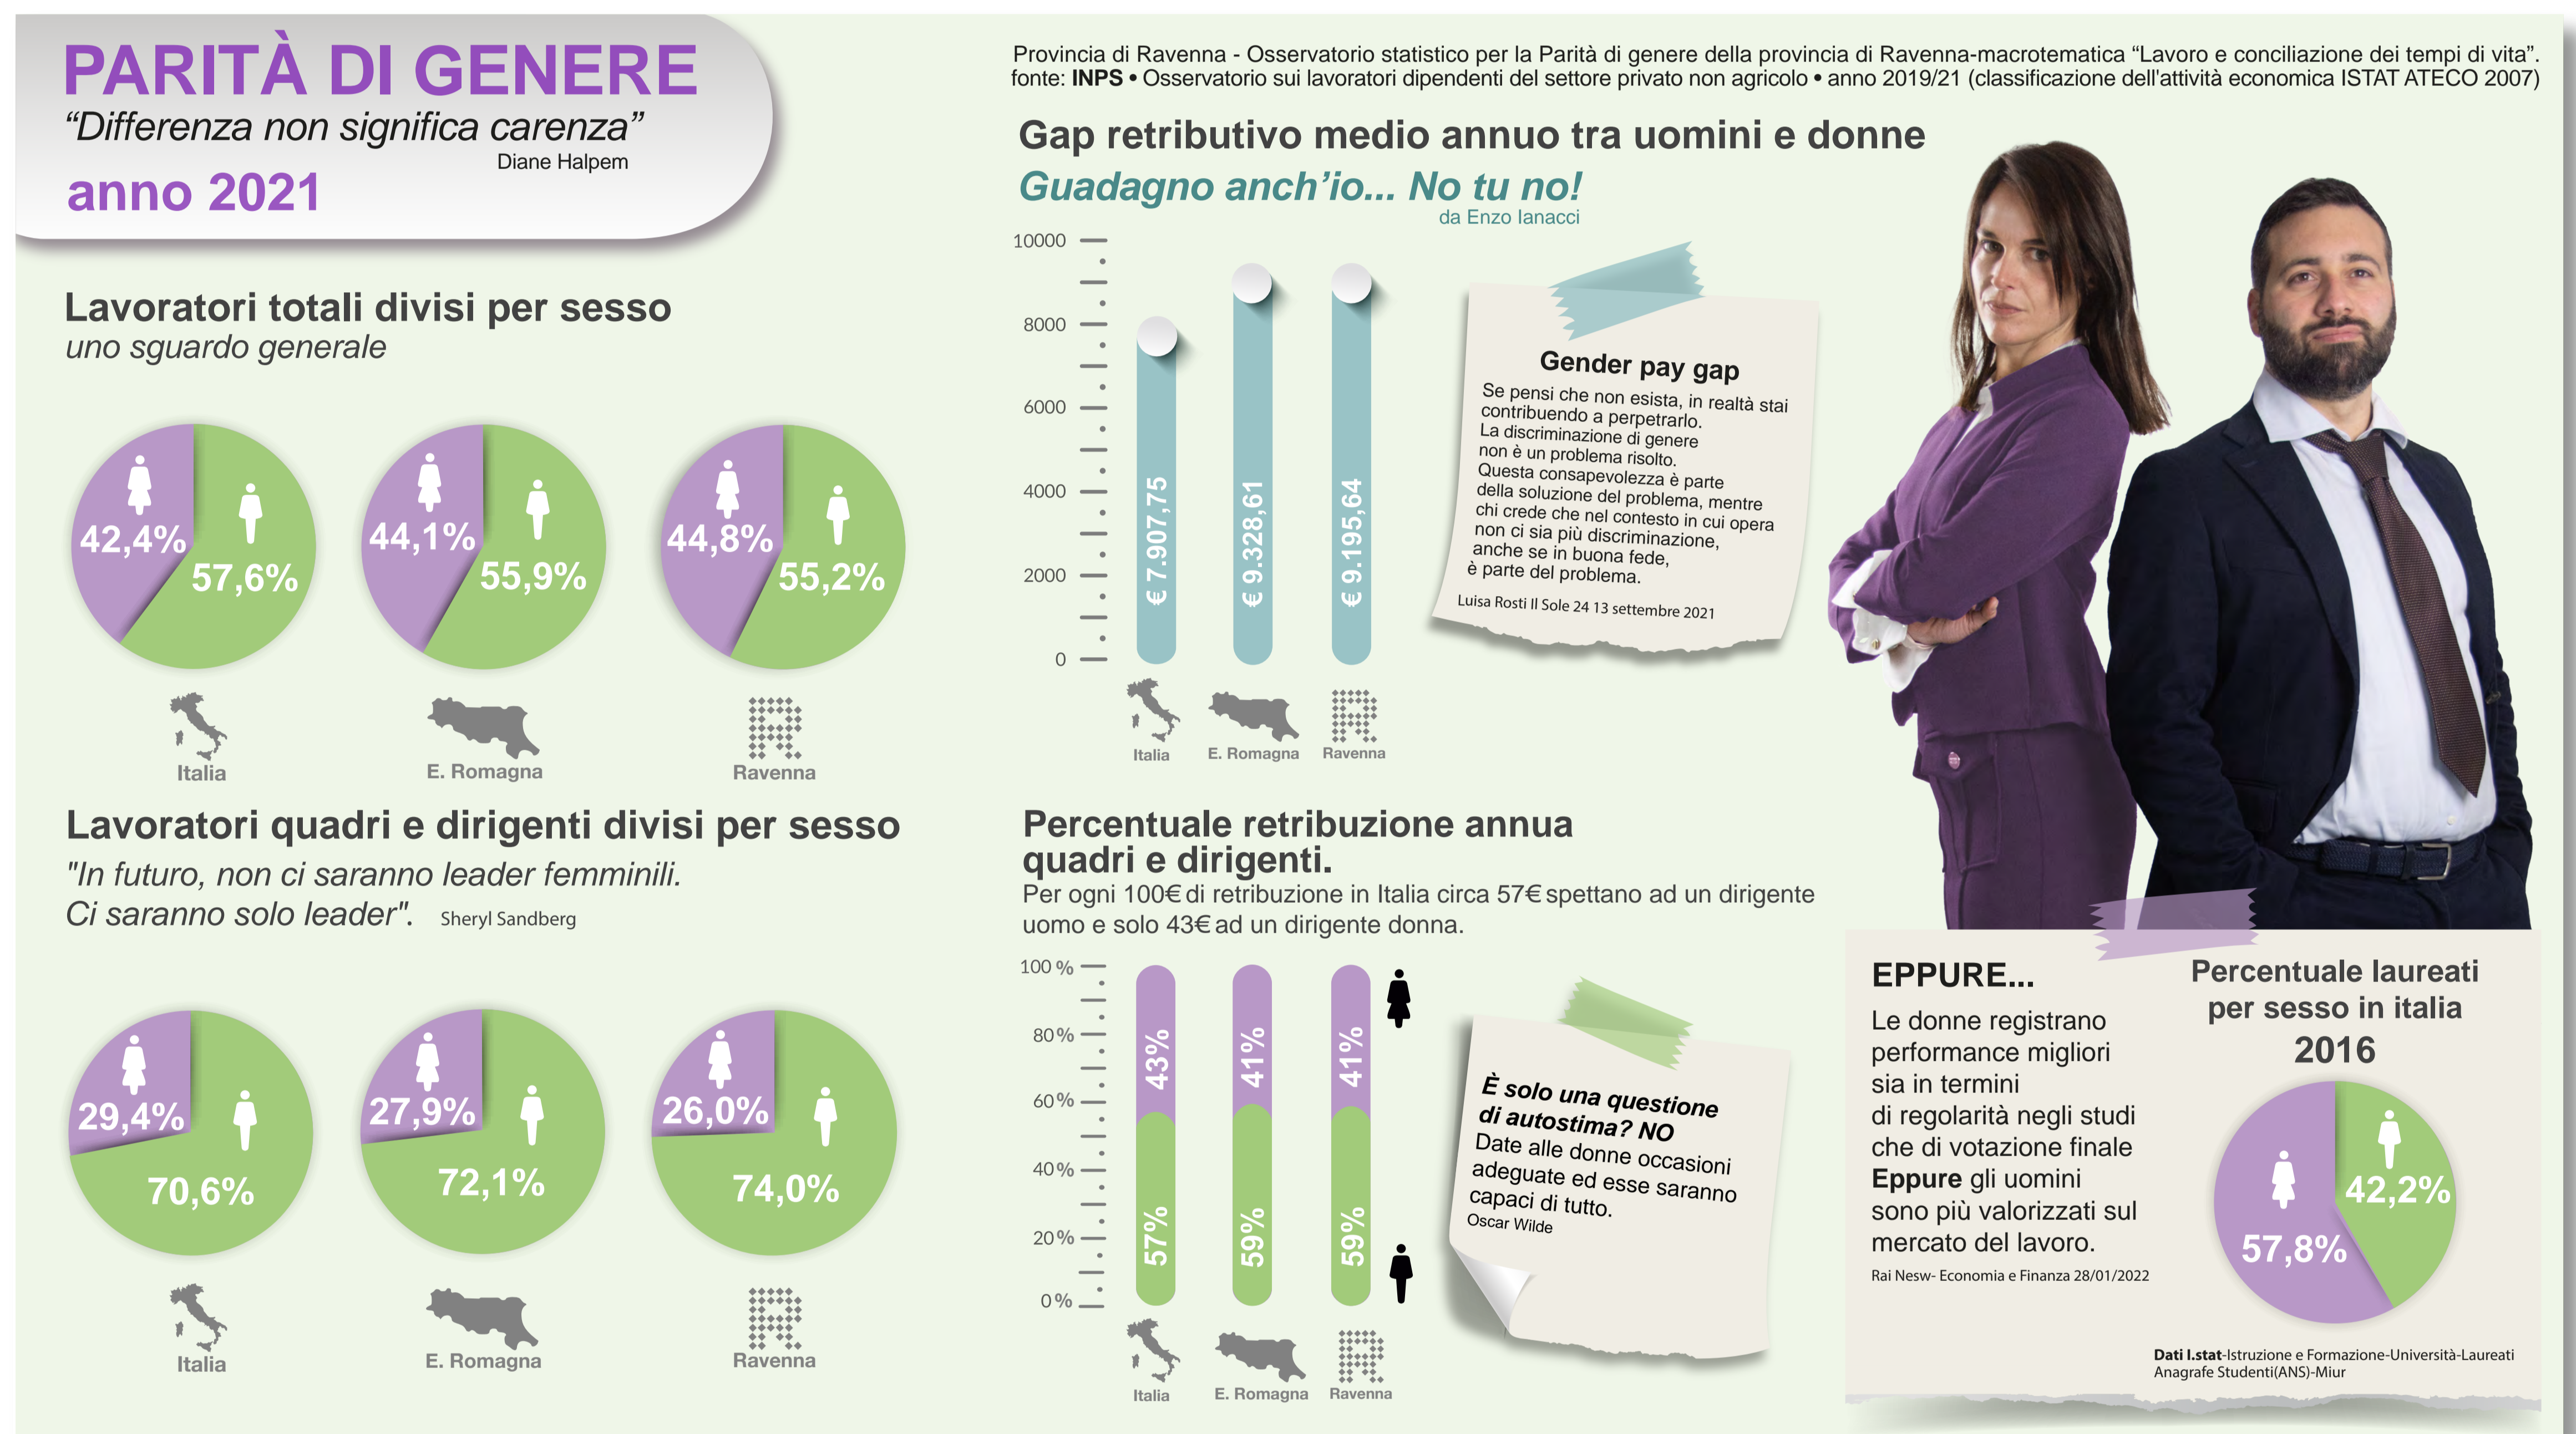 PARITÀ DI GENERE
“Differenza non significa carenza”
Diane Halpem
anno 2021
Provincia di Ravenna - Osservatorio statistico per la Parità di genere della provincia di Ravenna-macrotematica “Lavoro e conciliazione dei tempi di vita”.
fonte: INPS • Osservatorio sui lavoratori dipendenti del settore privato non agricolo • anno 2019/21 (classificazione dell'attività economica ISTAT ATECO 2007)
Lavoratori totali divisi per sesso
uno sguardo generale
42,4%
57,6%
44,1%
55,9%
44,8%
55,2%
Italia
E. Romagna
Ravenna
Lavoratori quadri e dirigenti divisi per sesso
"In futuro, non ci saranno leader femminili.
Ci saranno solo leader". Sheryl Sandberg
29,4%
70,6%
27,9%
72,1%
26,0%
74,0%
Italia
E. Romagna
Ravenna
Gap retributivo medio annuo tra uomini e donne
Guadagno anch’io... No tu no!
da Enzo Ianacci
10000
8000
6000
4000
2000
0
€ 7.907,75
€ 9.328,61
€ 9.195,64
Italia
E. Romagna
Ravenna
Gender pay gap
Se pensi che non esista, in realtà stai
contribuendo a perpetrarlo.
La discriminazione di genere
non è un problema risolto.
Questa consapevolezza è parte
della soluzione del problema, mentre
chi crede che nel contesto in cui opera
non ci sia più discriminazione,
anche se in buona fede,
è parte del problema.
Luisa Rosti Il Sole 24 13 settembre 2021
Percentuale retribuzione annua
quadri e dirigenti.
Per ogni 100€ di retribuzione in Italia circa 57€ spettano ad un dirigente
uomo e solo 43€ ad un dirigente donna.
100 %
80%
60%
40%
20%
0%
43%
57%
41%
59%
41%
59%
Italia
E. Romagna
Ravenna
È solo una questione
di autostima? NO
Date alle donne occasioni
adeguate ed esse saranno
capaci di tutto.
Oscar Wilde
EPPURE...
Le donne registrano
performance migliori
sia in termini
di regolarità negli studi
che di votazione finale
Eppure gli uomini
sono più valorizzati sul
mercato del lavoro.
Rai Nesw- Economia e Finanza 28/01/2022
Percentuale laureati
per sesso in italia
2016
42,2%
57,8%
Dati I.stat-Istruzione e Formazione-Università-Laureati
Anagrafe Studenti(ANS)-Miur